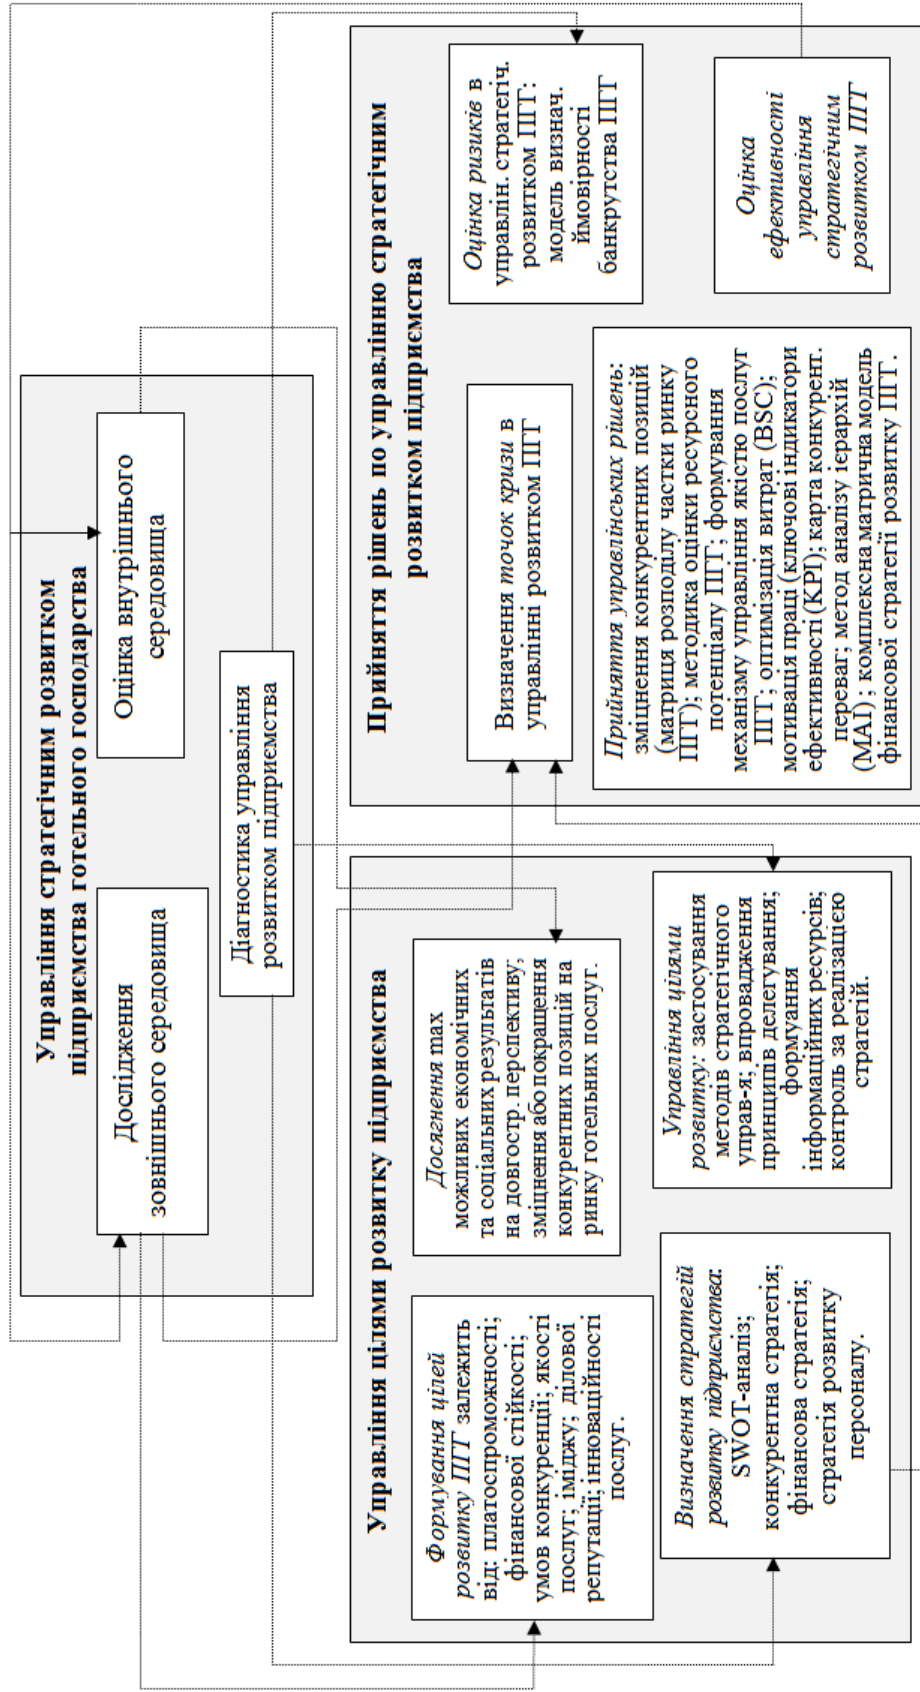 Управління стратегічним розвитком
підприємства готельного господарства
Дослідження
зовнішнього середовища
Оцінка внутрішнього
середовища
Діагностика управління
розвитком підприємства
Управління цілями розвитку підприємства
Формування цілей
розвитку ПГГ залежить
від: платоспроможності;
фінансової стійкості;
умов конкуренції; якості
послуг; іміджу; ділової
репутації; інноваційності
послуг.
Досягнення max
можливих економічних
та соціальних результатів
на довгостр. перспективу;
зміцнення або покращення
конкурентних позицій на
ринку готельних послуг.
Визначення стратегій
розвитку підприємства:
SWOT-аналіз;
конкурентна стратегія;
фінансова стратегія;
стратегія розвитку
персоналу.
Управління цілями
розвитку: застосування
методів стратегічного
управ-я; впровадження
принципів делегування;
формуання
інформаційних ресурсів;
контроль за реалізацією
стратегій.
Прийняття рішень по управлінню стратегічним
розвитком підприємства
Визначення точок кризи в
управлінні розвитком ПГГ
Оцінка ризиків в
управлін. стратегіч.
розвитком ПГГ:
модель визнач.
ймовірності
банкрутства ПГГ
Прийняття управлінських рішень:
зміцнення конкурентних позицій
(матриця розподілу частки ринку
ПГГ); методика оцінки ресурсного
потенціалу ПГГ; формування
механізму управління якістю послуг
ПГГ; оптимізація витрат (BSC);
мотивація праці (ключові індикатори
ефективності (KPI); карта конкурент.
переваг; метод аналізу ієрархій
(МАІ); комплексна матрична модель
фінансової стратегії розвитку ПГГ.
Оцінка
ефективності
управління
стратегічним
розвитком ПГГ